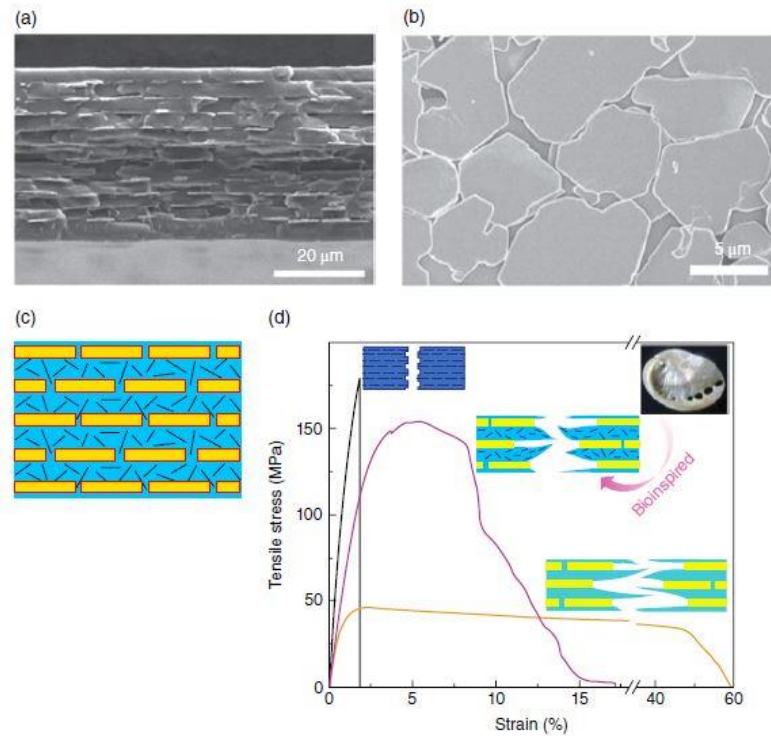 (a)
(b)
20 μm
5 μm
(c)
(d)
150
100
50
0
Tensile stress (MPa)
0
5
10
15
40
60
Strain (%)
Bioinspired